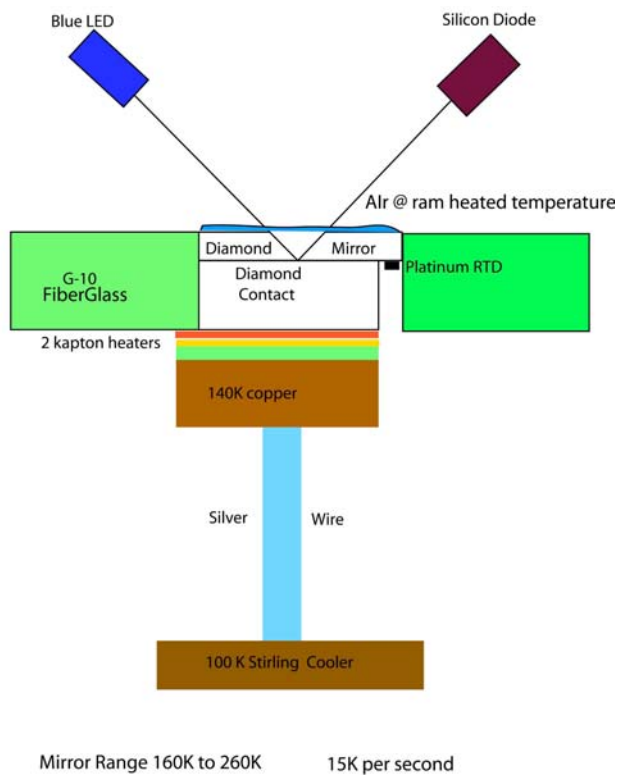 Blue LED
Silicon Diode
AIr @ ram heated temperature
Diamond Mirror
G-10
FiberGlass
Diamond
Contact
Platinum RTD
2 kapton heaters
140K copper
Silver Wire
100 K Stirling Cooler
Mirror Range 160K to 260K 15K per second